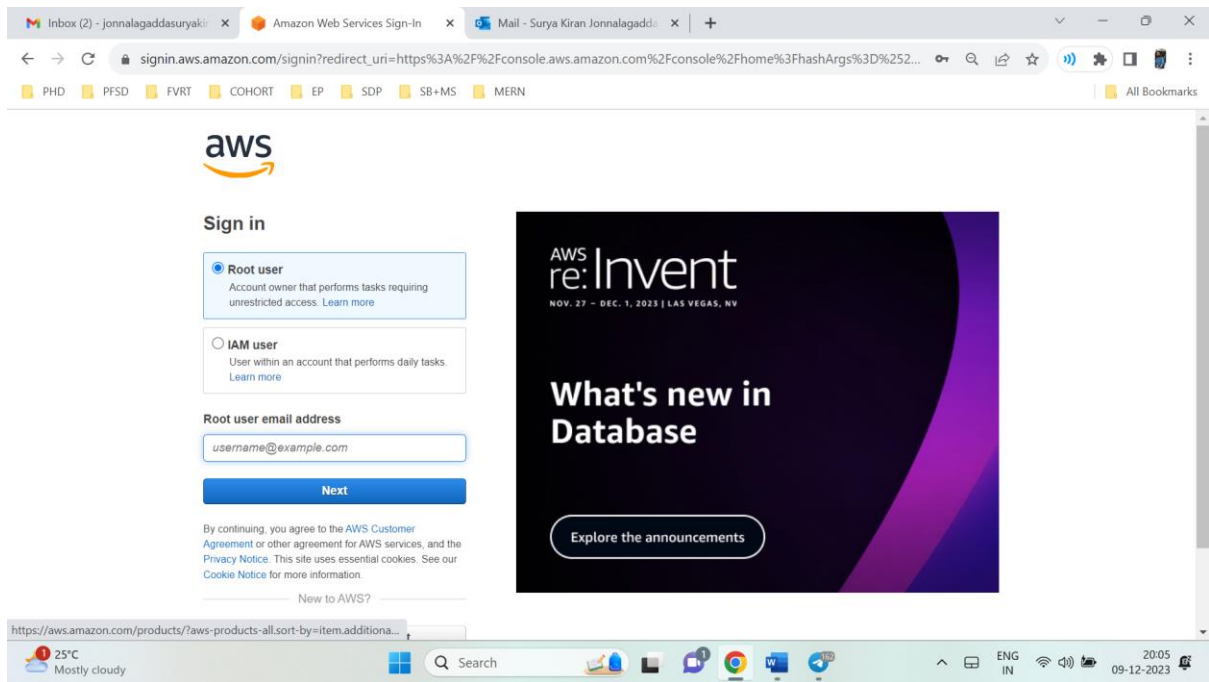 Inbox (2) - jonnalagaddasuryakir
Amazon Web Services Sign-In
Mail - Surya Kiran Jonnalagadda
signin.aws.amazon.com/signin?redirect_uri=https%3A%2F%2Fconsole.aws.amazon.com%2Fconsole%2Fhome%3FhashArgs%3D%252...
PHD PFSD FVRT COHORT EP SDP SB+MS MERN All Bookmarks
aws
Sign in
Root user
Account owner that performs tasks requiring
unrestricted access. Learn more
IAM user
User within an account that performs daily tasks.
Learn more
Root user email address
username@example.com
Next
By continuing, you agree to the AWS Customer
Agreement or other agreement for AWS services, and the
Privacy Notice. This site uses essential cookies. See our
Cookie Notice for more information.
New to AWS?
AWS
re:Invent
NOV. 27 – DEC. 1, 2023 | LAS VEGAS, NV
What's new in
Database
Explore the announcements
https://aws.amazon.com/products/?aws-products-all.sort-by=item.additiona...
1
25°C
Mostly cloudy
Search
1
ENG
IN
20:05
09-12-2023